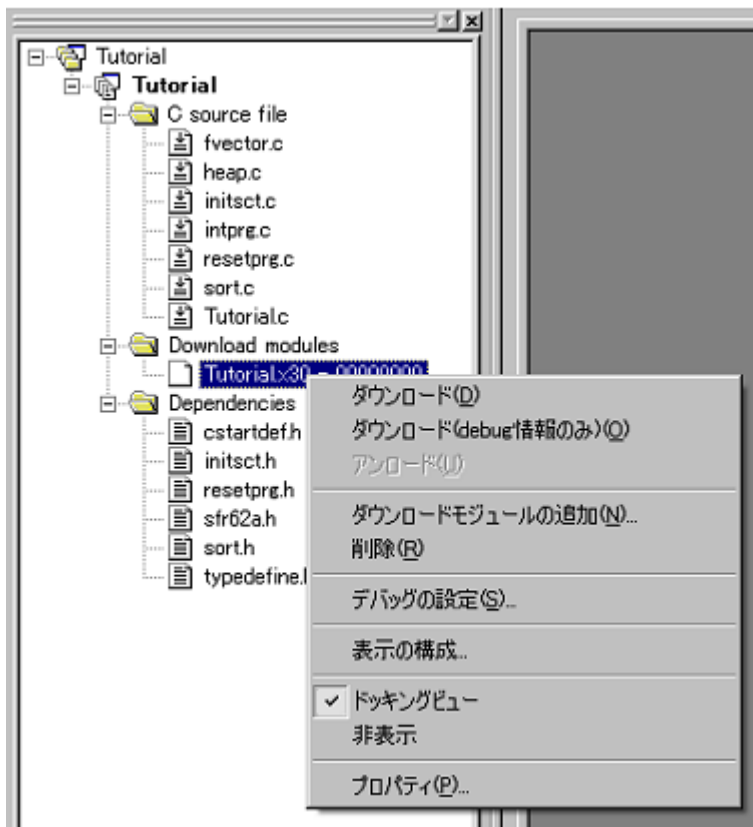 Tutorial
Tutorial
C source file
fvector.c
heap.c
initsct.c
intprg.c
resetprg.c
sort.c
Tutorial.c
Download modules
Tutorial.x30 - 00000000
Dependencies
cstartdef.h
initsct.h
resetprg.h
sfr62a.h
sort.h
typedefine.h
ダウンロード(D)
ダウンロード(debug情報のみ)(O)
アンロード(U)
ダウンロードモジュールの追加(N)...
削除(R)
デバッグの設定(S)...
表示の構成...
ドッキングビュー
非表示
プロパティ(P)...